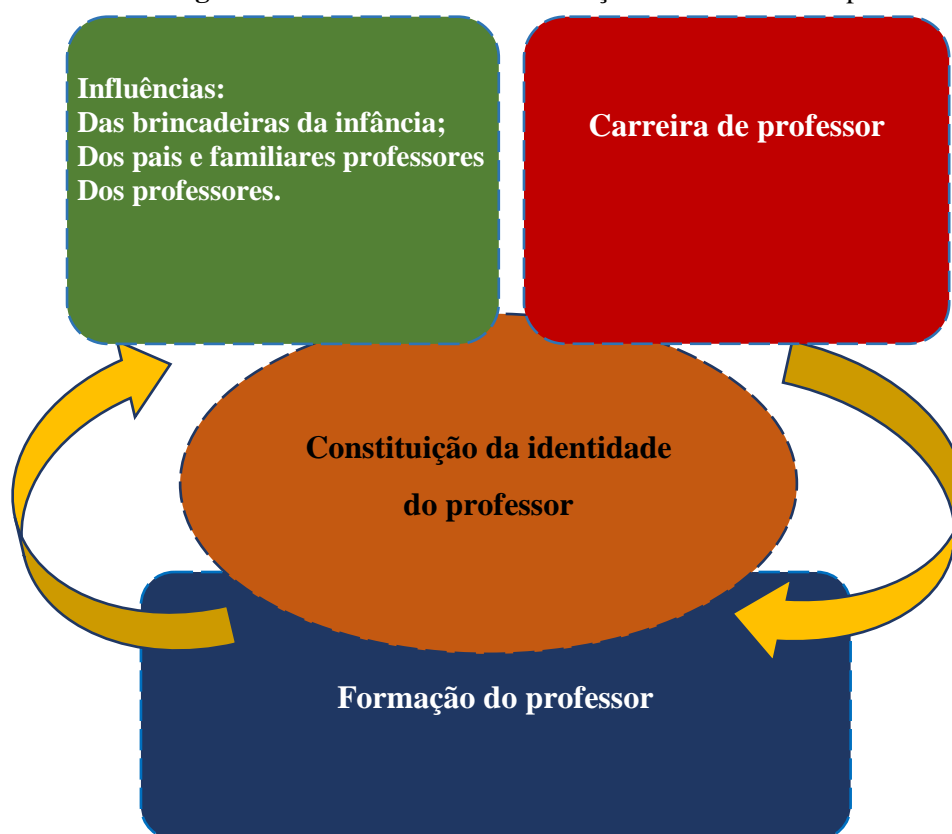 Influências:
Das brincadeiras da infância;
Dos pais e familiares professores
Dos professores.
Carreira de professor
Constituição da identidade
do professor
Formação do professor